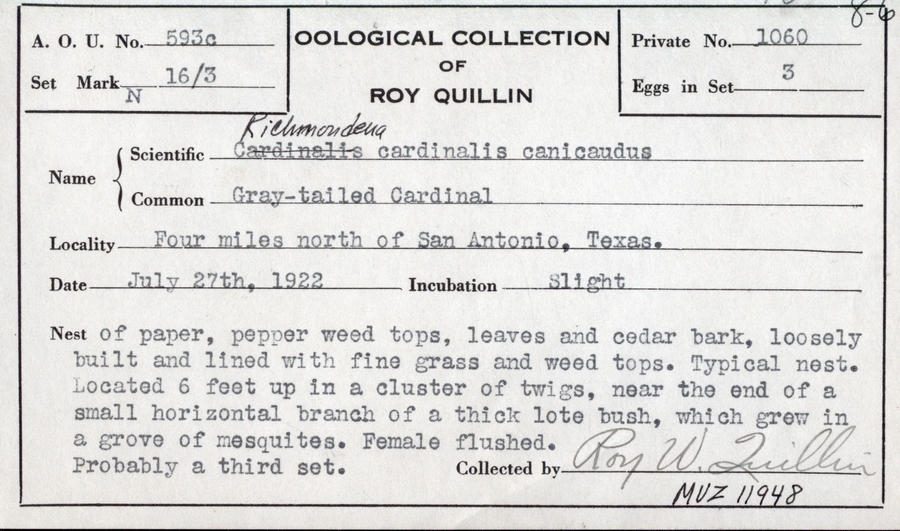 8-6
A. O. U. No. 593c
Set Mark 16/3
N
OOLOGICAL COLLECTION
OF
ROY QUILLIN
Private No. 1060
Eggs in Set 3
Richmondena
Name
Scientific Cardinalis cardinalis canicaudus
Common Gray-tailed Cardinal
Locality Four miles north of San Antonio, Texas.
Date July 27th, 1922 Incubation Slight
Nest of paper, pepper weed tops, leaves and cedar bark, loosely
built and lined with fine grass and weed tops. Typical nest.
Located 6 feet up in a cluster of twigs, near the end of a
small horizontal branch of a thick lote bush, which grew in
a grove of mesquites. Female flushed.
Probably a third set. Collected by Roy W. Quillin
MVZ 11948